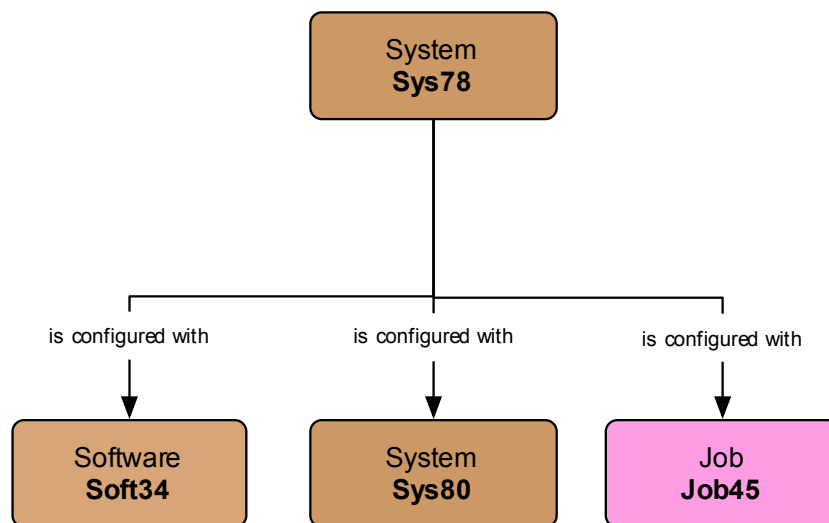 System
Sys78
is configured with
is configured with
is configured with
Software
Soft34
System
Sys80
Job
Job45